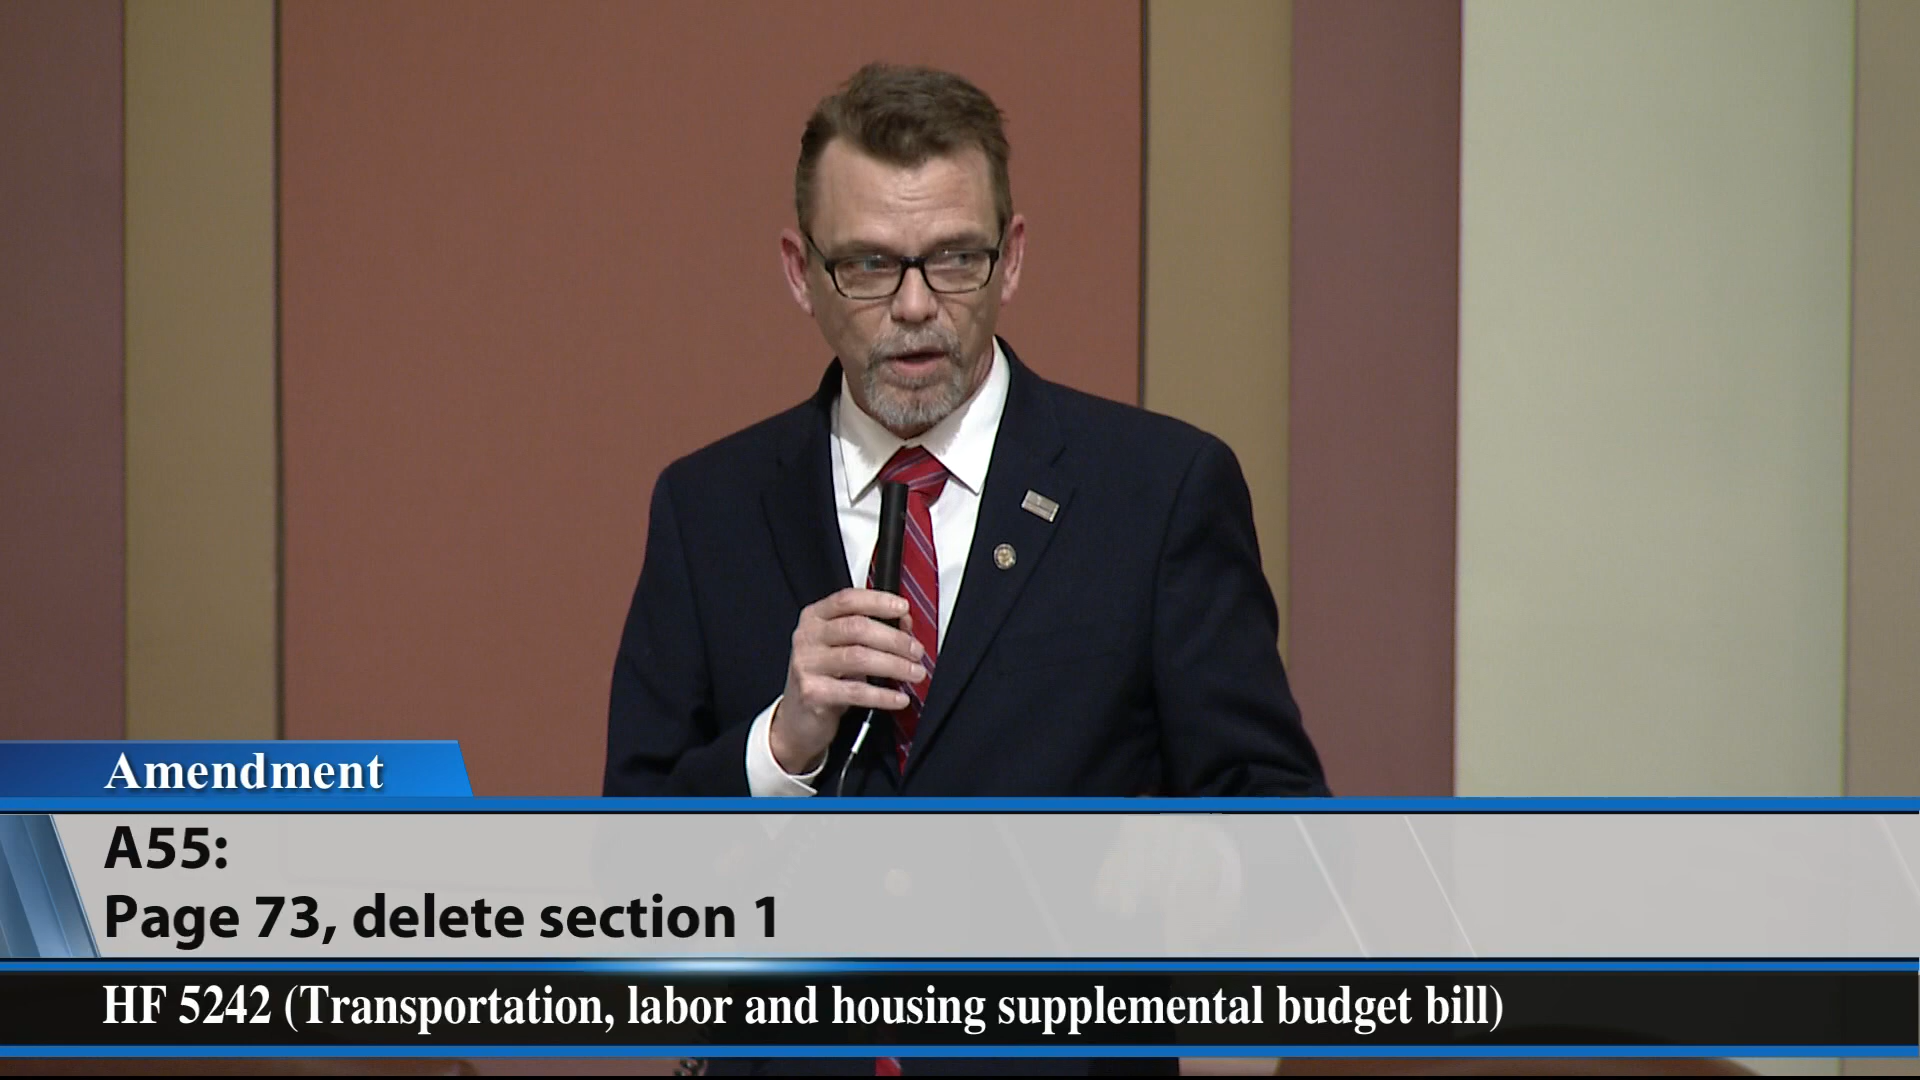 Amendment
A55:
Page 73, delete section 1
HF 5242 (Transportation, labor and housing supplemental budget bill)